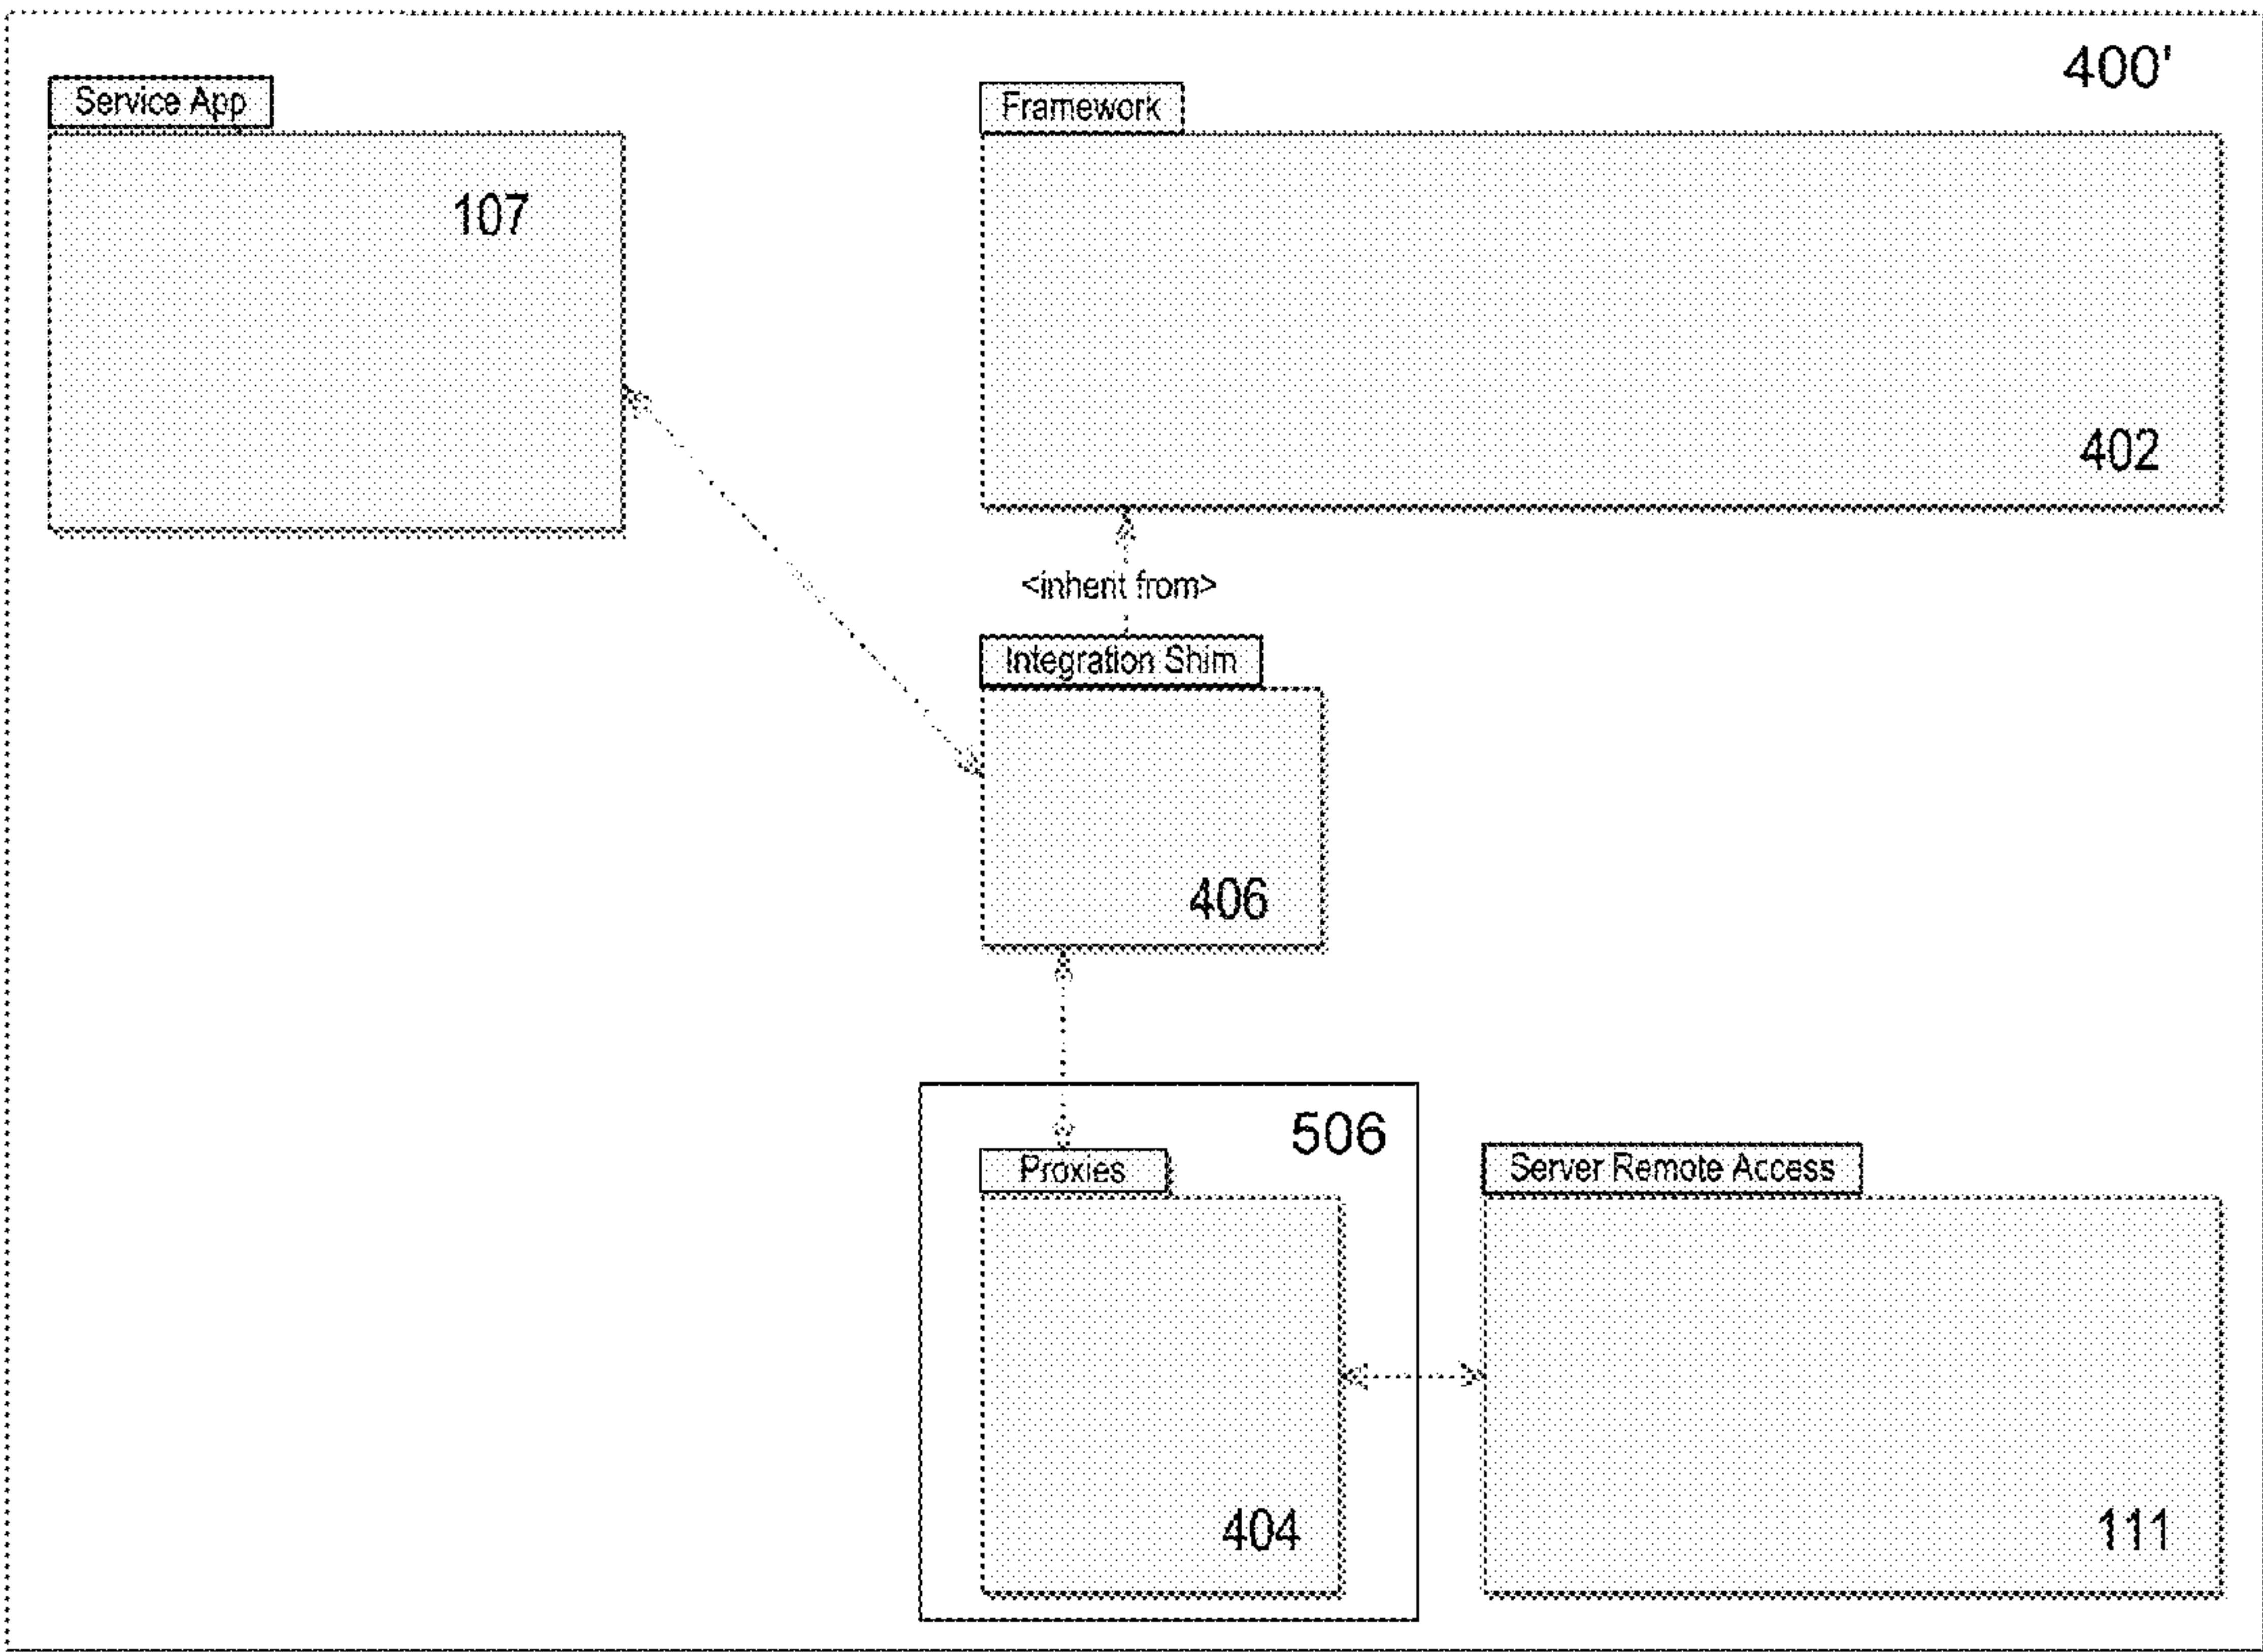 400'
Service App
Framework
107
402
<inherit from>
Integration Shim
406
506
Proxies
Server Remote Access
404
111